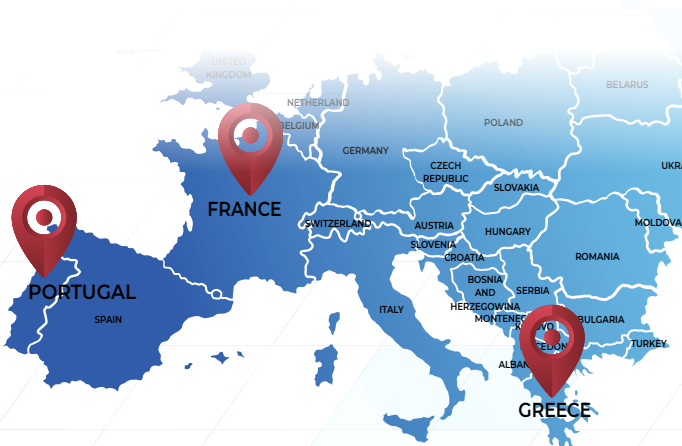 UNITED
KINGDOM
BELARUS
NETHERLAND
BELGIUM
POLAND
GERMANY
CZECH
REPUBLIC
UKRA
SLOVAKIA
FRANCE
SWITZERLAND
AUSTRIA
MOLDOVA
HUNGARY
SLOVENIA
CROATIA
ROMANIA
BOSNIA
AND
HERZEGOWINA
SERBIA
PORTUGAL
SPAIN
ITALY
MONTENEG
BULGARIA
TURKEY
ALBAN
GREECE